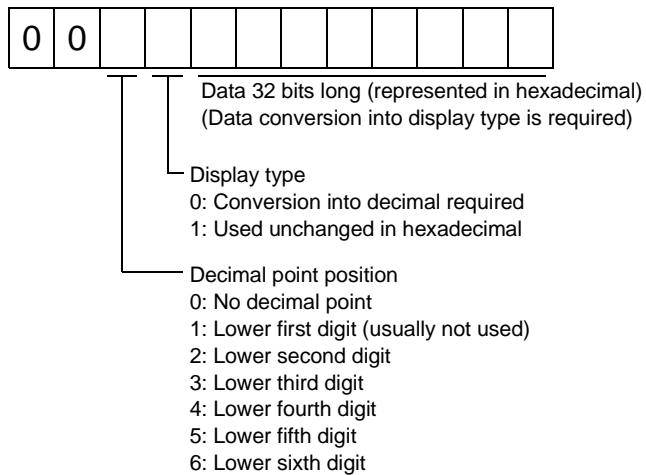 0 0
Data 32 bits long (represented in hexadecimal)
(Data conversion into display type is required)
Display type
0: Conversion into decimal required
1: Used unchanged in hexadecimal
Decimal point position
0: No decimal point
1: Lower first digit (usually not used)
2: Lower second digit
3: Lower third digit
4: Lower fourth digit
5: Lower fifth digit
6: Lower sixth digit